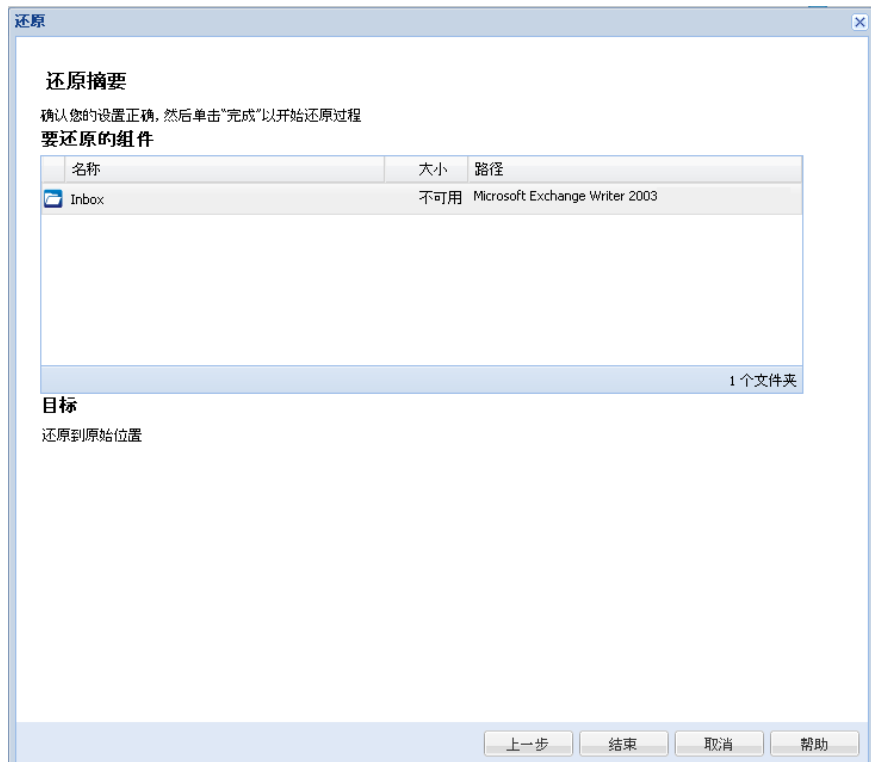 还原
还原摘要
确认您的设置正确, 然后单击“完成”以开始还原过程
要还原的组件
名称 大小 路径
Inbox 不可用 Microsoft Exchange Writer 2003
1 个文件夹
目标
还原到原始位置
上一步 结束 取消 帮助